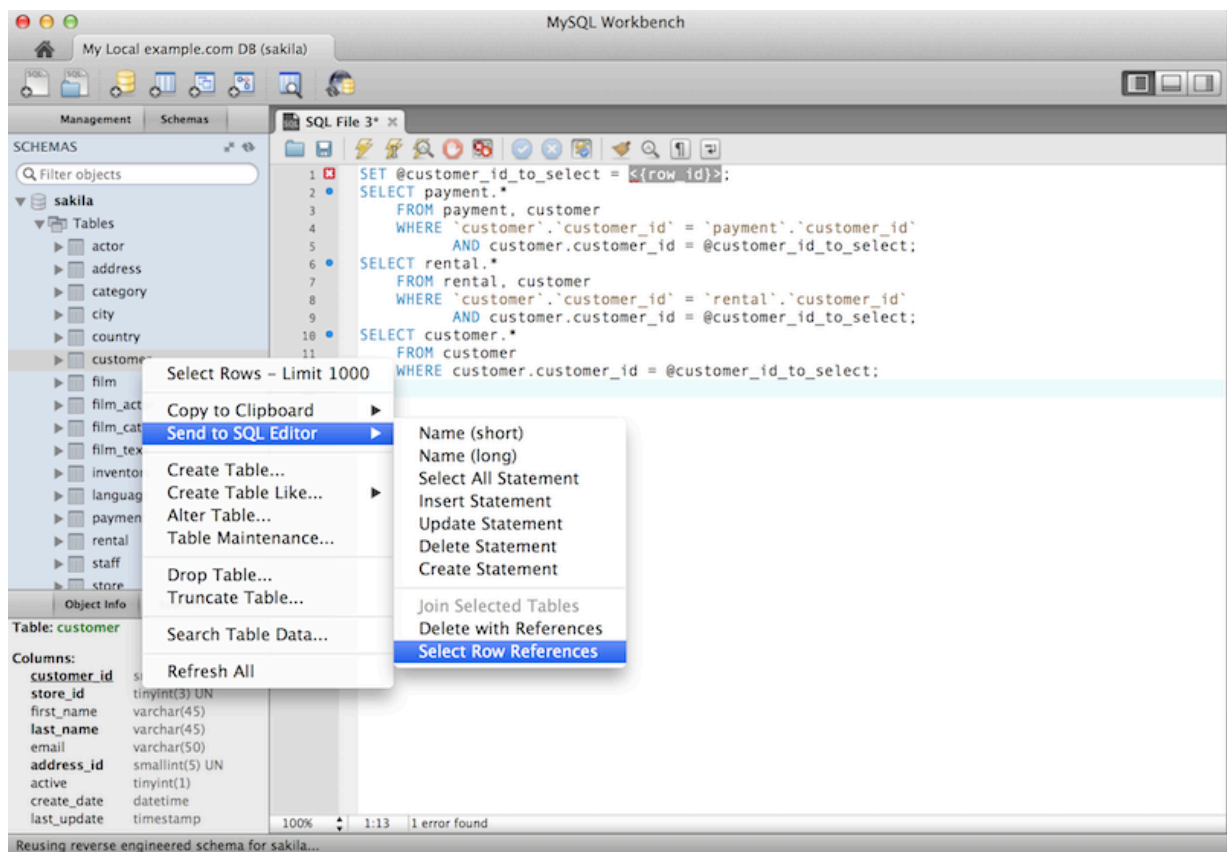 MySQL Workbench
My Local example.com DB (sakila)
Management Schemas
SCHEMAS
Filter objects
sakila
Tables
actor
address
category
city
country
customer
film
film_act
film_cat
film_tex
invento
languag
paymen
rental
staff
store
Object Info
Table: customer
Columns:
customer_id s
store_id tinyint(3) UN
first_name varchar(45)
last_name varchar(45)
email varchar(50)
address_id smallint(5) UN
active tinyint(1)
create_date datetime
last_update timestamp
SQL File 3*
1 SET @customer_id_to_select = <{row_id}>;
2 SELECT payment.*
3 FROM payment, customer
4 WHERE `customer`.`customer_id` = `payment`.`customer_id`
5 AND customer.customer_id = @customer_id_to_select;
6 SELECT rental.*
7 FROM rental, customer
8 WHERE `customer`.`customer_id` = `rental`.`customer_id`
9 AND customer.customer_id = @customer_id_to_select;
10 SELECT customer.*
11 FROM customer
WHERE customer.customer_id = @customer_id_to_select;
Select Rows – Limit 1000
Copy to Clipboard
Send to SQL Editor
Create Table...
Create Table Like...
Alter Table...
Table Maintenance...
Drop Table...
Truncate Table...
Search Table Data...
Refresh All
Name (short)
Name (long)
Select All Statement
Insert Statement
Update Statement
Delete Statement
Create Statement
Join Selected Tables
Delete with References
Select Row References
100% 1:13 1 error found
Reusing reverse engineered schema for sakila...